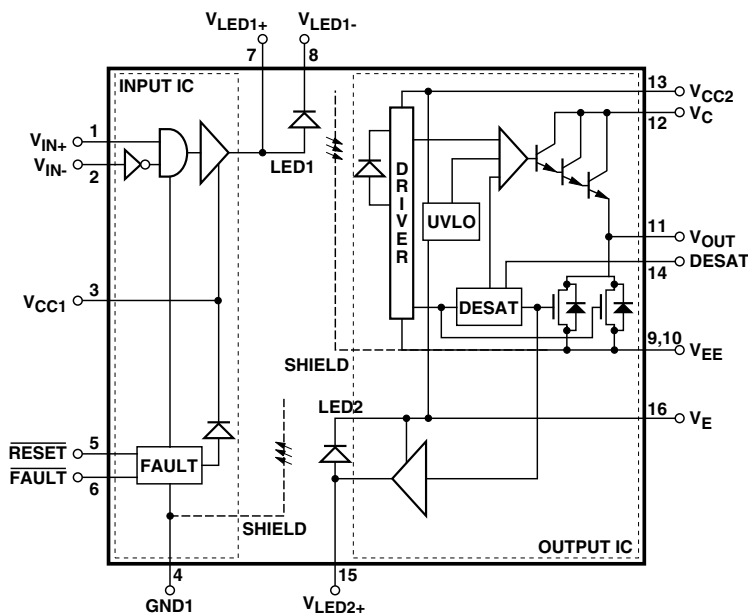 VLED1+
VLED1-
7
8
INPUT IC
13
VCC2
VC
12
1
VIN+
VIN-
2
LED1
DRIVER
UVLO
11
VOUT
DESAT
14
3
VCC1
DESAT
9,10
VEE
SHIELD
LED2
16
VE
5
RESET
FAULT
FAULT
6
SHIELD
OUTPUT IC
4
15
GND1
VLED2+